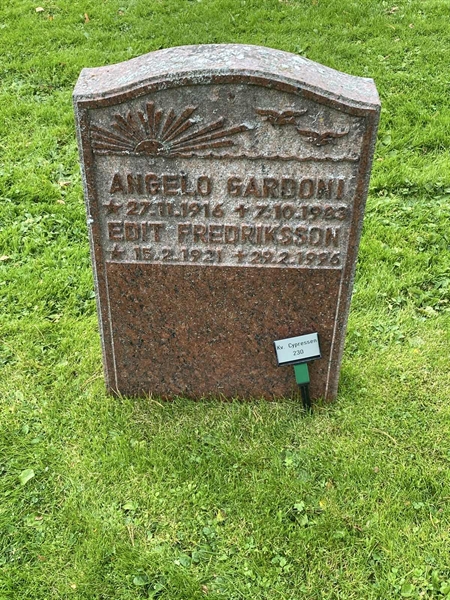 ANGELO GARDONI
★ 27.11.1916 + 7.10.1983
EDIT FREDRIKSSON
★ 15.2.1921 + 29.2.1976
Kv. Cypressen
230